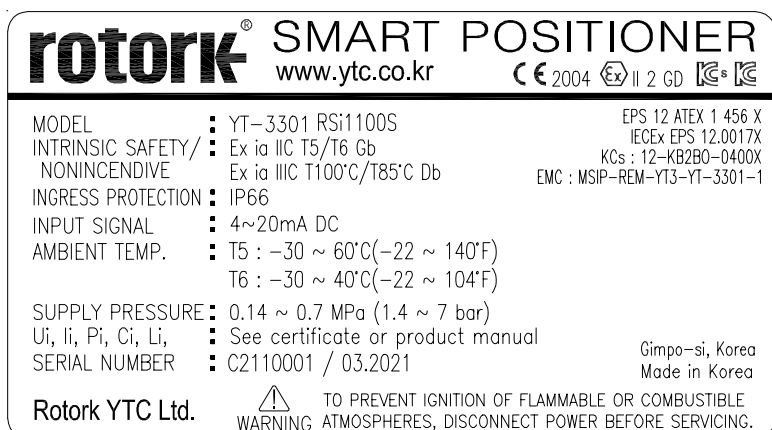 rotork® SMART POSITIONER
www.ytc.co.kr CE 2004 Ex II 2 GD KCs KC
MODEL : YT-3301 RSi1100S
EPS 12 ATEX 1 456 X
INTRINSIC SAFETY/ : Ex ia IIC T5/T6 Gb
IECEx EPS 12.0017X
NONINCENDIVE Ex ia IIIC T100°C/T85°C Db
KCs : 12-KB2BO-0400X
EMC : MSIP-REM-YT3-YT-3301-1
INGRESS PROTECTION : IP66
INPUT SIGNAL : 4~20mA DC
AMBIENT TEMP. : T5 : -30 ~ 60°C(-22 ~ 140°F)
T6 : -30 ~ 40°C(-22 ~ 104°F)
SUPPLY PRESSURE : 0.14 ~ 0.7 MPa (1.4 ~ 7 bar)
Ui, Ii, Pi, Ci, Li, : See certificate or product manual
SERIAL NUMBER : C2110001 / 03.2021
Gimpo-si, Korea
Made in Korea
Rotork YTC Ltd.
WARNING
TO PREVENT IGNITION OF FLAMMABLE OR COMBUSTIBLE
ATMOSPHERES, DISCONNECT POWER BEFORE SERVICING.